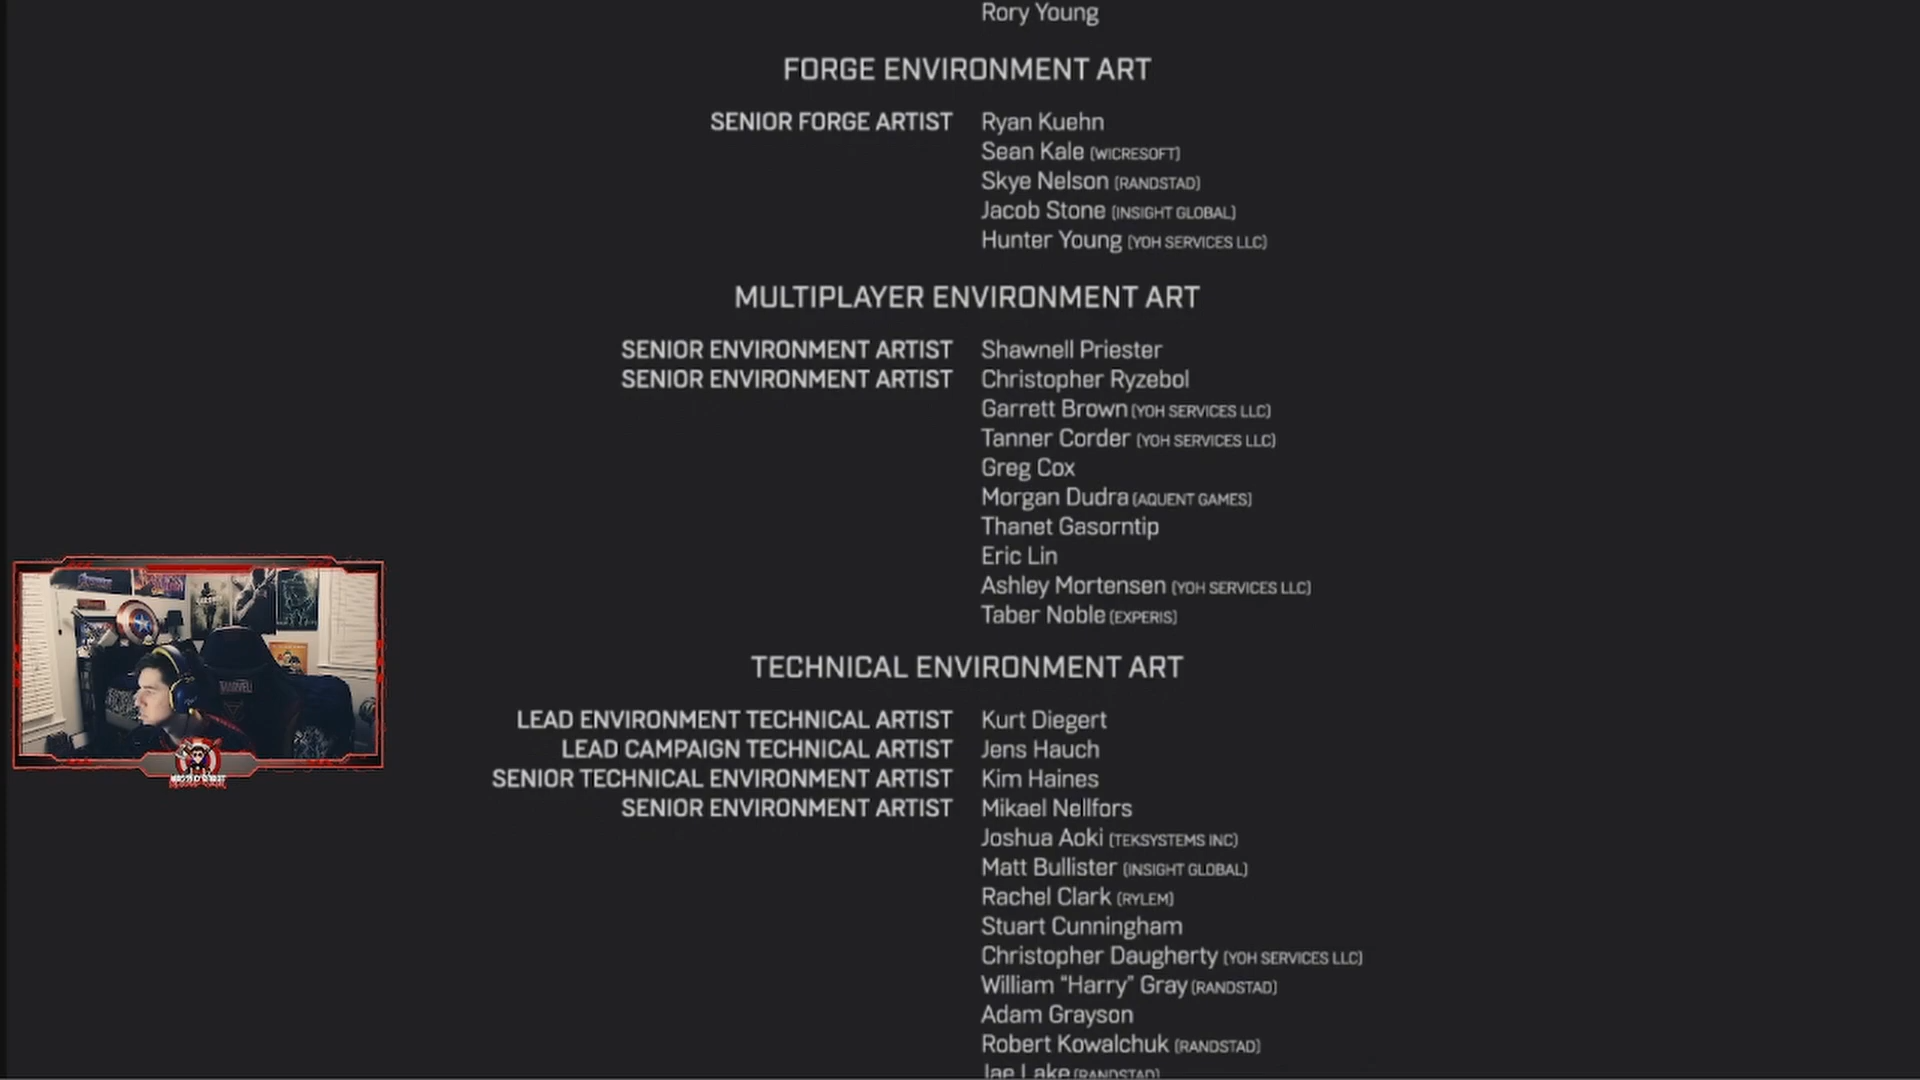 Rory Young
FORGE ENVIRONMENT ART
SENIOR FORGE ARTIST Ryan Kuehn
Sean Kale (WICRESOFT)
Skye Nelson (RANDSTAD)
Jacob Stone (INSIGHT GLOBAL)
Hunter Young (YOH SERVICES LLC)
MULTIPLAYER ENVIRONMENT ART
SENIOR ENVIRONMENT ARTIST Shawnell Priester
SENIOR ENVIRONMENT ARTIST Christopher Ryzebol
Garrett Brown (YOH SERVICES LLC)
Tanner Corder (YOH SERVICES LLC)
Greg Cox
Morgan Dudra (AQUENT GAMES)
Thanet Gasorntip
Eric Lin
Ashley Mortensen (YOH SERVICES LLC)
Taber Noble (EXPERIS)
TECHNICAL ENVIRONMENT ART
LEAD ENVIRONMENT TECHNICAL ARTIST Kurt Diegert
LEAD CAMPAIGN TECHNICAL ARTIST Jens Hauch
SENIOR TECHNICAL ENVIRONMENT ARTIST Kim Haines
SENIOR ENVIRONMENT ARTIST Mikael Nellfors
Joshua Aoki (TEKSYSTEMS INC)
Matt Bullister (INSIGHT GLOBAL)
Rachel Clark (RYLEM)
Stuart Cunningham
Christopher Daugherty (YOH SERVICES LLC)
William “Harry” Gray (RANDSTAD)
Adam Grayson
Robert Kowalchuk (RANDSTAD)
Jae Lake (RANDSTAD)
MARVEL